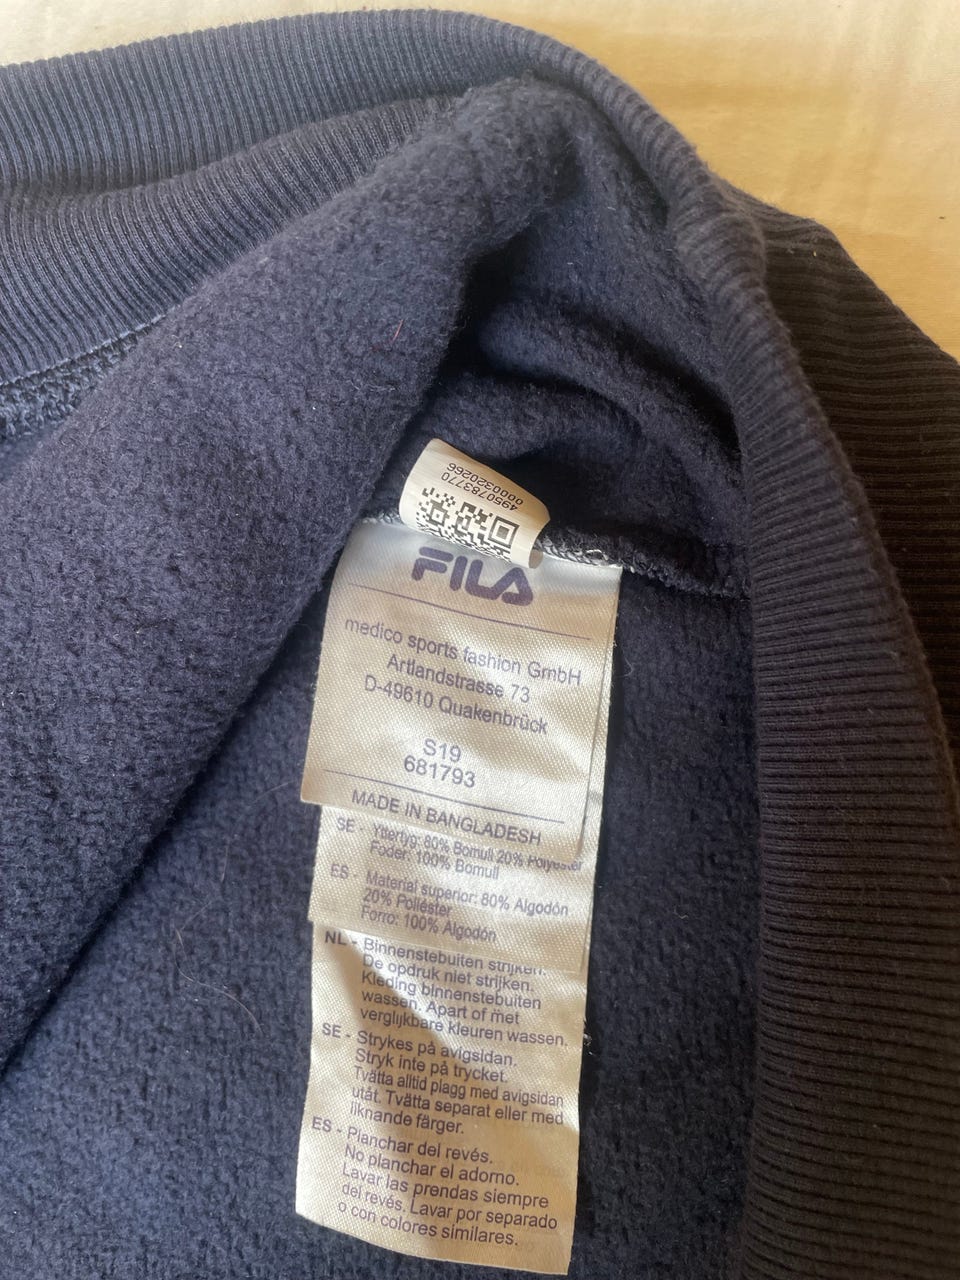 4950783770
0000320266
FILA
medico sports fashion GmbH
Artlandstrasse 73
D-49610 Quakenbrück
S19
681793
MADE IN BANGLADESH
SE - Yttertyg: 80% Bomull 20% Polyester
Foder: 100% Bomull
ES - Material superior: 80% Algodón
20% Poliéster
Forro: 100% Algodón
NL - Binnenstebuiten strijken.
De opdruk niet strijken.
Kleding binnenstebuiten
wassen. Apart of met
verglijkbare kleuren wassen.
SE - Strykes på avigsidan.
Stryk inte på trycket.
Tvätta alltid plagg med avigsidan
utåt. Tvätta separat eller med
liknande färger.
ES - Planchar del revés.
No planchar el adorno.
Lavar las prendas siempre
del revés. Lavar por separado
o con colores similares.